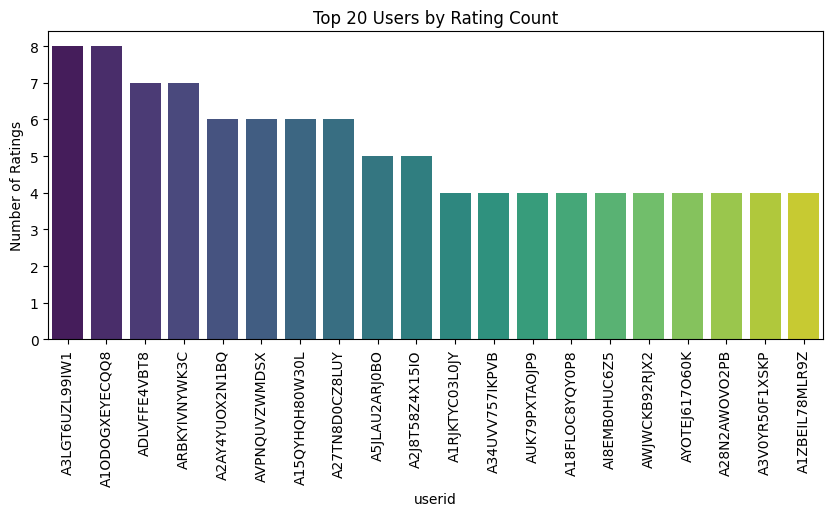 Top 20 Users by Rating Count
Number of Ratings
8
7
6
5
4
3
2
1
0
A3LGT6UZL99IW1
A1ODOGXEYECQQ8
ADLVFFE4VBT8
ARBKYIVNYWK3C
A2AY4YUOX2N1BQ
AVPNQUVZWMDSX
A15QYHQH80W30L
A27TN8D0CZ8LUY
A5JLAU2ARJ0BO
A2J8T58Z4X15IO
A1RJKTYC03L0JY
A34UVV757IKPVB
AUK79PXTAOJP9
A18FLOC8YQY0P8
AI8EMB0HUC6Z5
AWJWCKB92RJX2
AYOTEJ617O60K
A28N2AWOVO2PB
A3V0YR50F1XSKP
A1ZBEIL78MLR9Z
userid